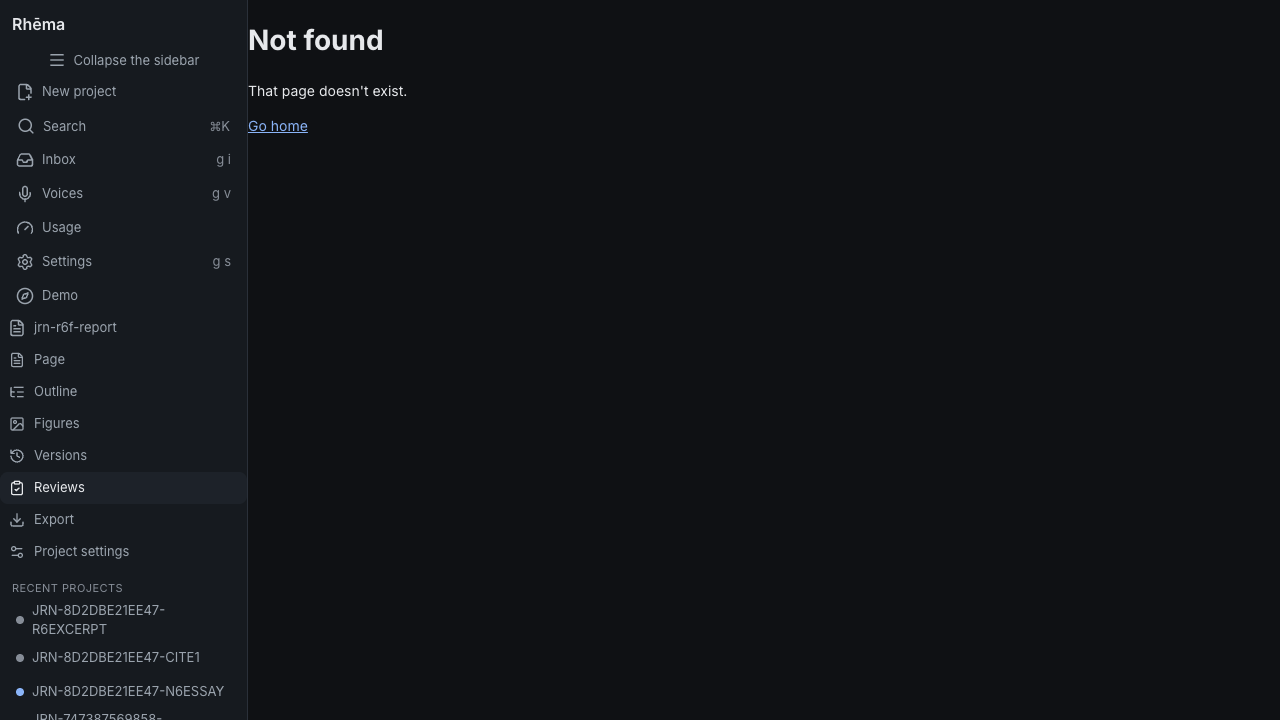 Rhēma
Collapse the sidebar
New project
Search ⌘K
Inbox g i
Voices g v
Usage
Settings g s
Demo
jrn-r6f-report
Page
Outline
Figures
Versions
Reviews
Export
Project settings
RECENT PROJECTS
JRN-8D2DBE21EE47-
R6EXCERPT
JRN-8D2DBE21EE47-CITE1
JRN-8D2DBE21EE47-N6ESSAY
JRN-747387569858-
Not found
That page doesn't exist.
Go home